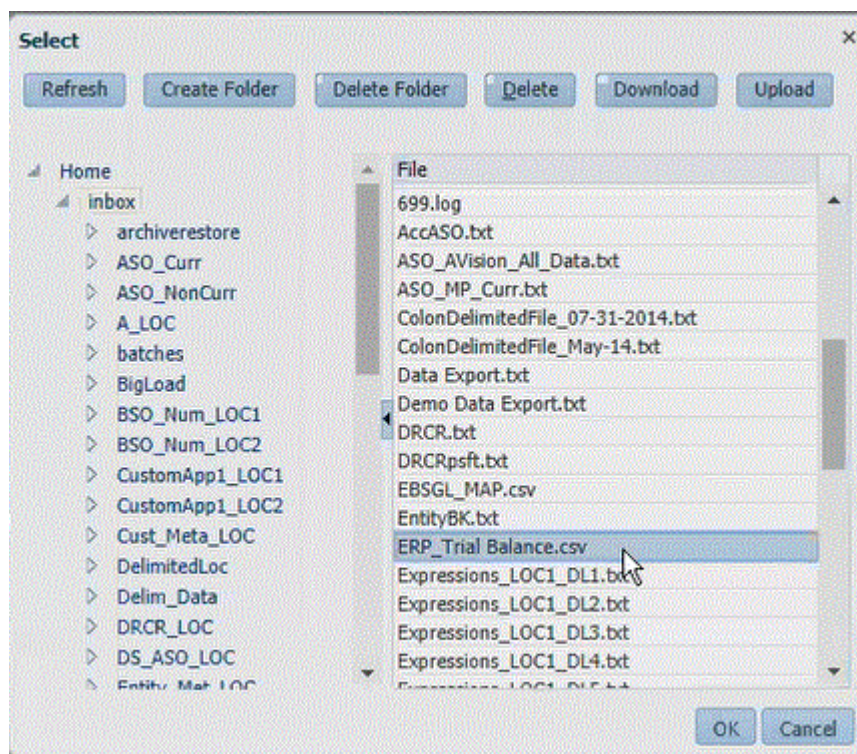 Select
Refresh Create Folder Delete Folder Delete Download Upload
Home
inbox
archiverestore
ASO_Curr
ASO_NonCurr
A_LOC
batches
BigLoad
BSO_Num_LOC1
BSO_Num_LOC2
CustomApp1_LOC1
CustomApp1_LOC2
Cust_Meta_LOC
DelimitedLoc
Delim_Data
DRCR_LOC
DS_ASO_LOC
Entity_Met_LOC
File
699.log
AccASO.txt
ASO_AVision_All_Data.txt
ASO_MP_Curr.txt
ColonDelimitedFile_07-31-2014.txt
ColonDelimitedFile_May-14.txt
Data Export.txt
Demo Data Export.txt
DRCR.txt
DRCRpsft.txt
EBSGL_MAP.csv
EntityBK.txt
ERP_Trial Balance.csv
Expressions_LOC1_DL1.txt
Expressions_LOC1_DL2.txt
Expressions_LOC1_DL3.txt
Expressions_LOC1_DL4.txt
Expressions_LOC1_DL5.txt
OK Cancel